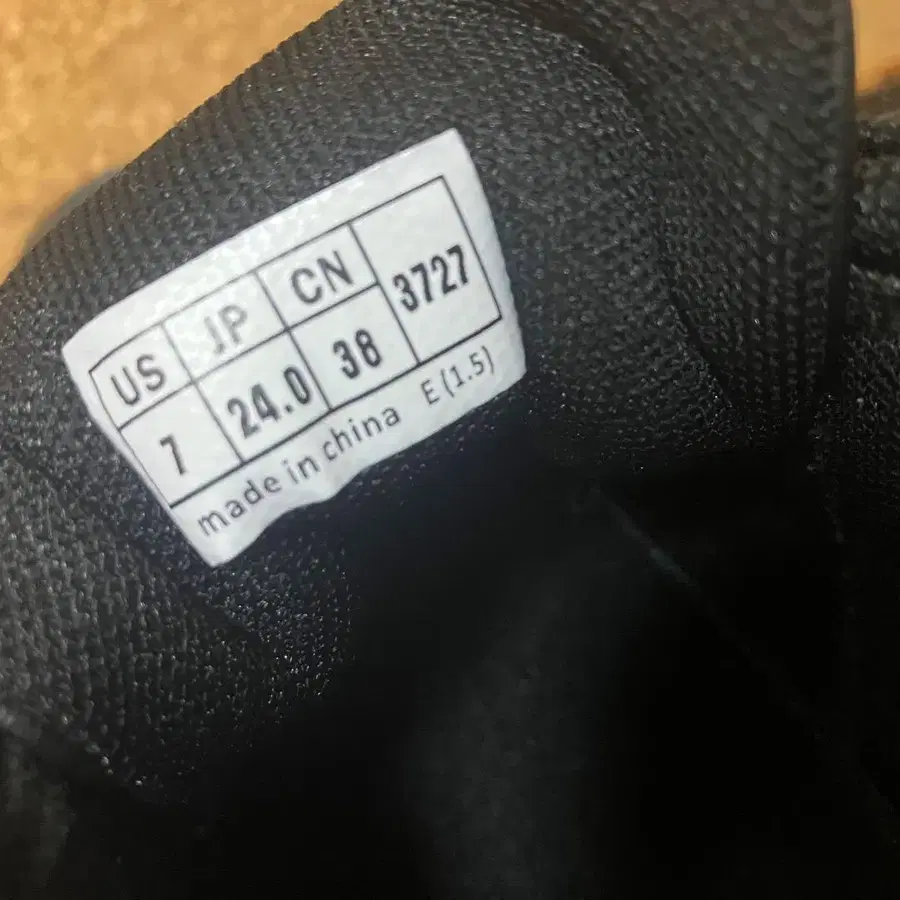 US JP CN 3727
7 24.0 38
made in china E (1.5)